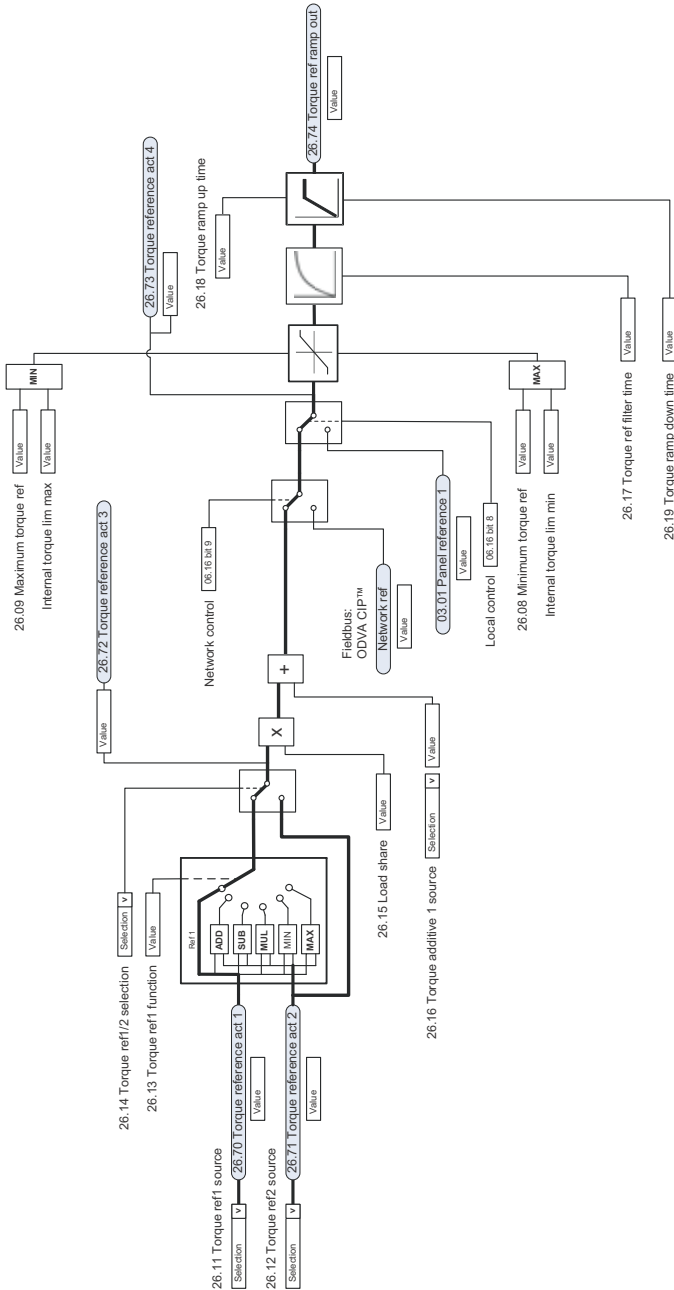 26.11 Torque ref1 source
Selection v
26.70 Torque reference act 1
Value
26.12 Torque ref2 source
Selection v
26.71 Torque reference act 2
Value
26.14 Torque ref1/2 selection
Selection v
26.13 Torque ref1 function
Value
Ref 1
ADD
SUB
MUL
MIN
MAX
Value
26.72 Torque reference act 3
X
+
26.15 Load share
Value
26.16 Torque additive 1 source
Selection v
Value
Network control
06.16 bit 9
Fieldbus:
ODVA CIP™
Network ref
Value
03.01 Panel reference 1
Value
Local control
06.16 bit 8
26.09 Maximum torque ref
Value
Internal torque lim max
Value
MIN
26.08 Minimum torque ref
Value
Internal torque lim min
Value
MAX
26.73 Torque reference act 4
Value
26.18 Torque ramp up time
Value
26.17 Torque ref filter time
Value
26.19 Torque ramp down time
Value
26.74 Torque ref ramp out
Value